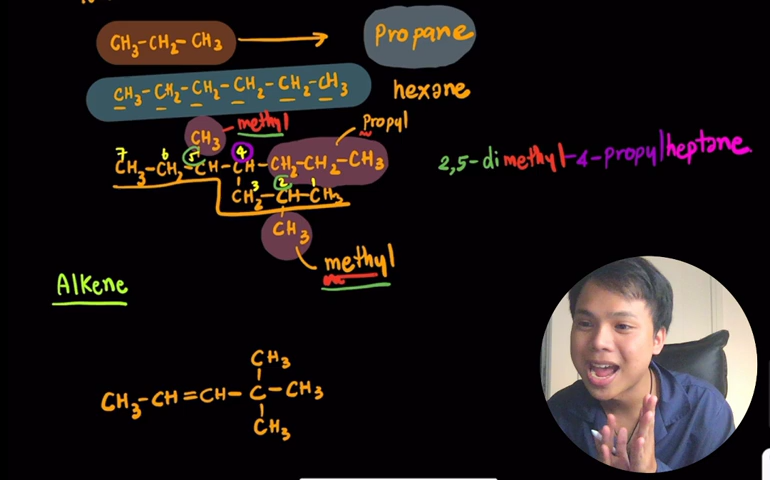 CH3-CH2-CH3 → Propane
CH3-CH2-CH2-CH2-CH2-CH3 hexane
CH3 - methyl Propyl
7 6 5 4
CH3-CH2-CH-CH-CH2-CH2-CH3 2,5-dimethyl-4-propylheptane
3 2 1
CH2-CH-CH3
CH3
methyl
Alkene
CH3
CH3-CH=CH-C-CH3
CH3